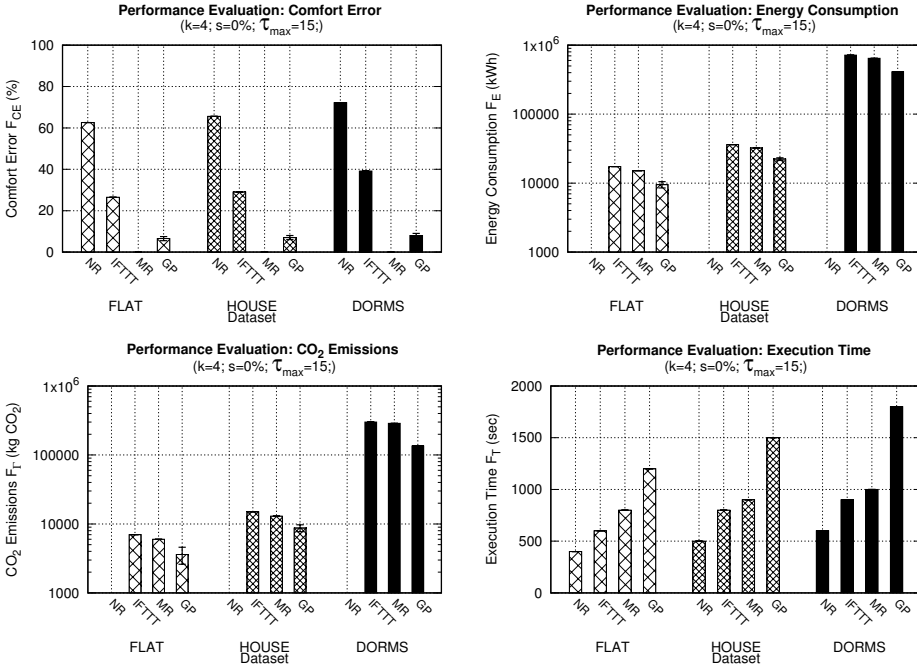 Performance Evaluation: Comfort Error
(k=4; s=0%; τmax=15;)
Comfort Error FCE (%)
100
80
60
40
20
0
NR IFTTT MR GP NR IFTTT MR GP NR IFTTT MR GP
FLAT HOUSE DORMS
Dataset
Performance Evaluation: Energy Consumption
(k=4; s=0%; τmax=15;)
Energy Consumption FE (kWh)
1x10^6
100000
10000
1000
NR IFTTT MR GP NR IFTTT MR GP NR IFTTT MR GP
FLAT HOUSE DORMS
Dataset
Performance Evaluation: CO2 Emissions
(k=4; s=0%; τmax=15;)
CO2 Emissions FΓ (kg CO2)
1x10^6
100000
10000
1000
NR IFTTT MR GP NR IFTTT MR GP NR IFTTT MR GP
FLAT HOUSE DORMS
Dataset
Performance Evaluation: Execution Time
(k=4; s=0%; τmax=15;)
Execution Time FT (sec)
2000
1500
1000
500
0
NR IFTTT MR GP NR IFTTT MR GP NR IFTTT MR GP
FLAT HOUSE DORMS
Dataset